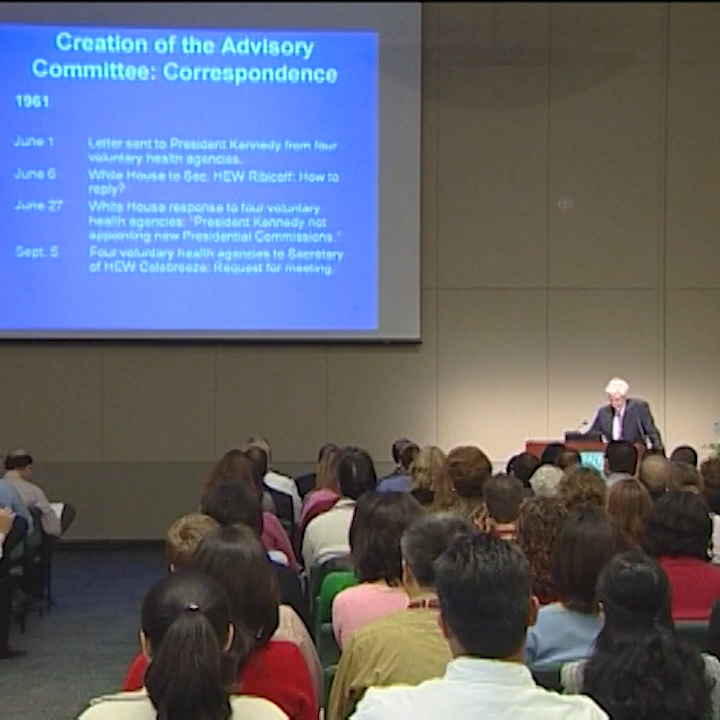 Creation of the Advisory
Committee: Correspondence
1961
June 1 Letter sent to President Kennedy from four
voluntary health agencies.
June 6 White House to Sec. HEW Ribicoff: How to
reply?
June 27 White House response to four voluntary
health agencies: "President Kennedy not
appointing new Presidential Commissions."
Sept. 5 Four voluntary health agencies to Secretary
of HEW Celebreeze: Request for meeting.